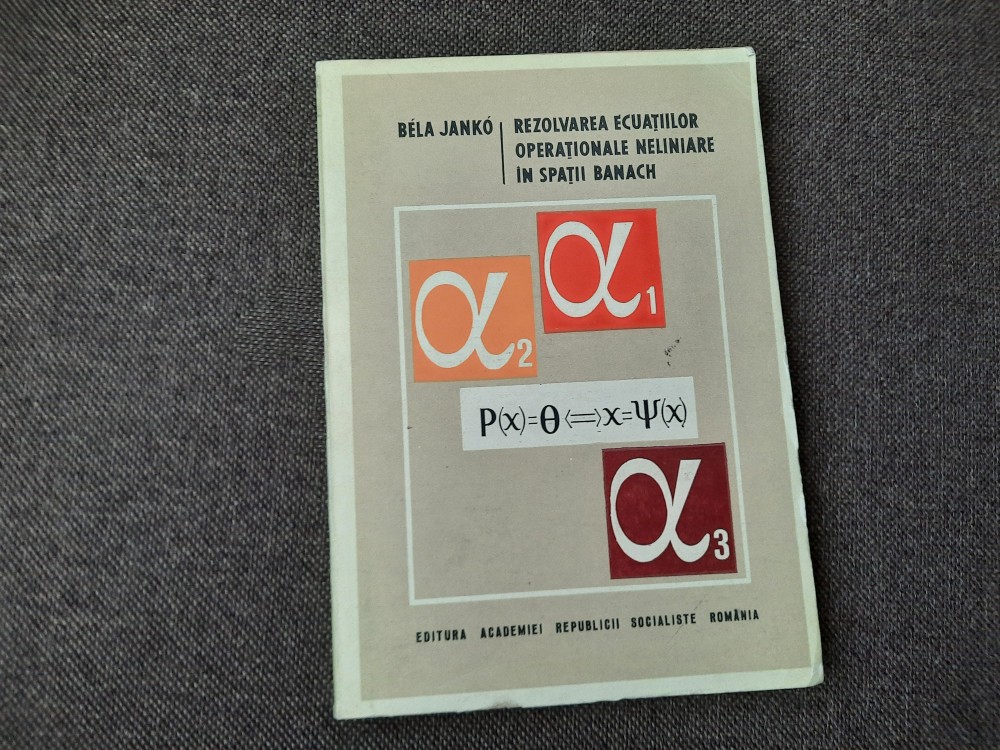 BÉLA JANKÓ
REZOLVAREA ECUAȚIILOR
OPERAȚIONALE NELINIARE
ÎN SPAȚII BANACH
α1
α2
P(x)=θ⟨=⟩x=Ψ(x)
α3
EDITURA ACADEMIEI REPUBLICII SOCIALISTE ROMÂNIA